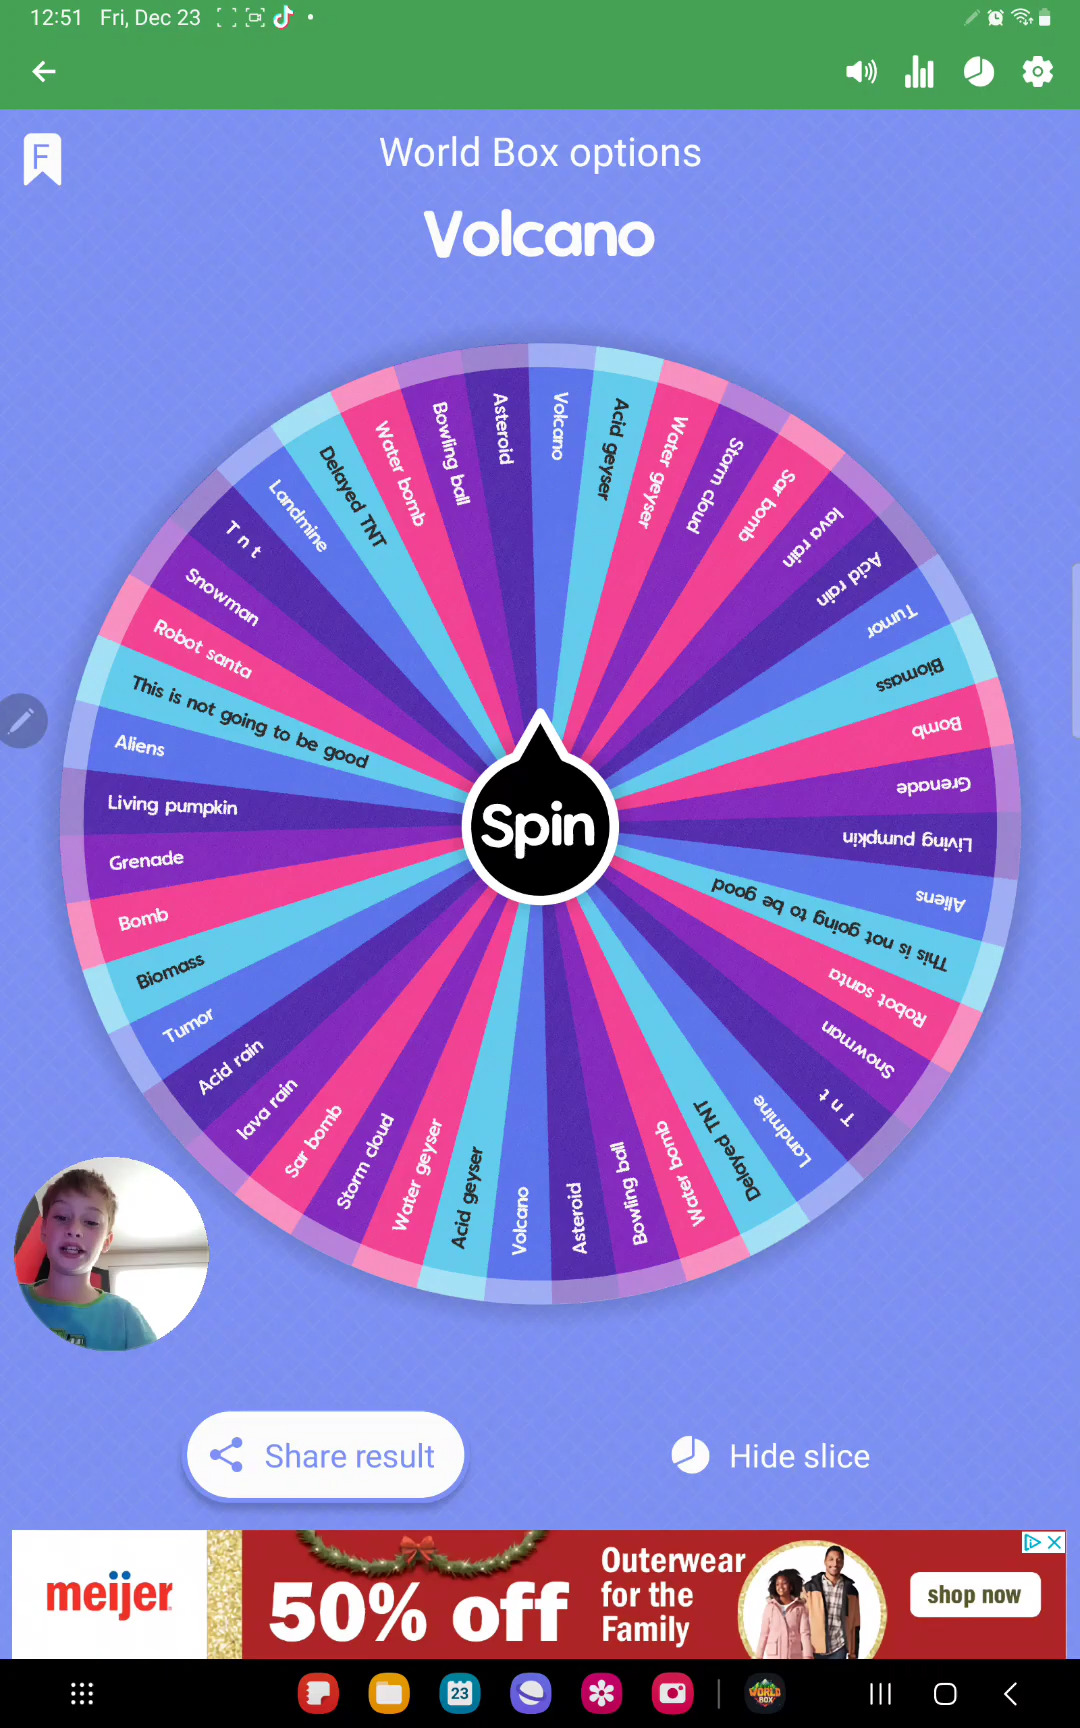 12:51 Fri, Dec 23
F
World Box options
Volcano
Volcano
Acid geyser
Water geyser
Storm cloud
Sar bomb
lava rain
Acid rain
Tumor
Biomass
Bomb
Grenade
Living pumpkin
Aliens
This is not going to be good
Robot santa
Snowman
T n t
Landmine
Delayed TNT
Water bomb
Bowling ball
Asteroid
Volcano
Acid geyser
Water geyser
Storm cloud
Sar bomb
lava rain
Acid rain
Tumor
Biomass
Bomb
Grenade
Living pumpkin
Aliens
This is not going to be good
Robot santa
Snowman
T n t
Landmine
Delayed TNT
Water bomb
Bowling ball
Asteroid
Spin
Share result
Hide slice
meijer
50% off
Outerwear
for the
Family
shop now
23
WORLD
BOX